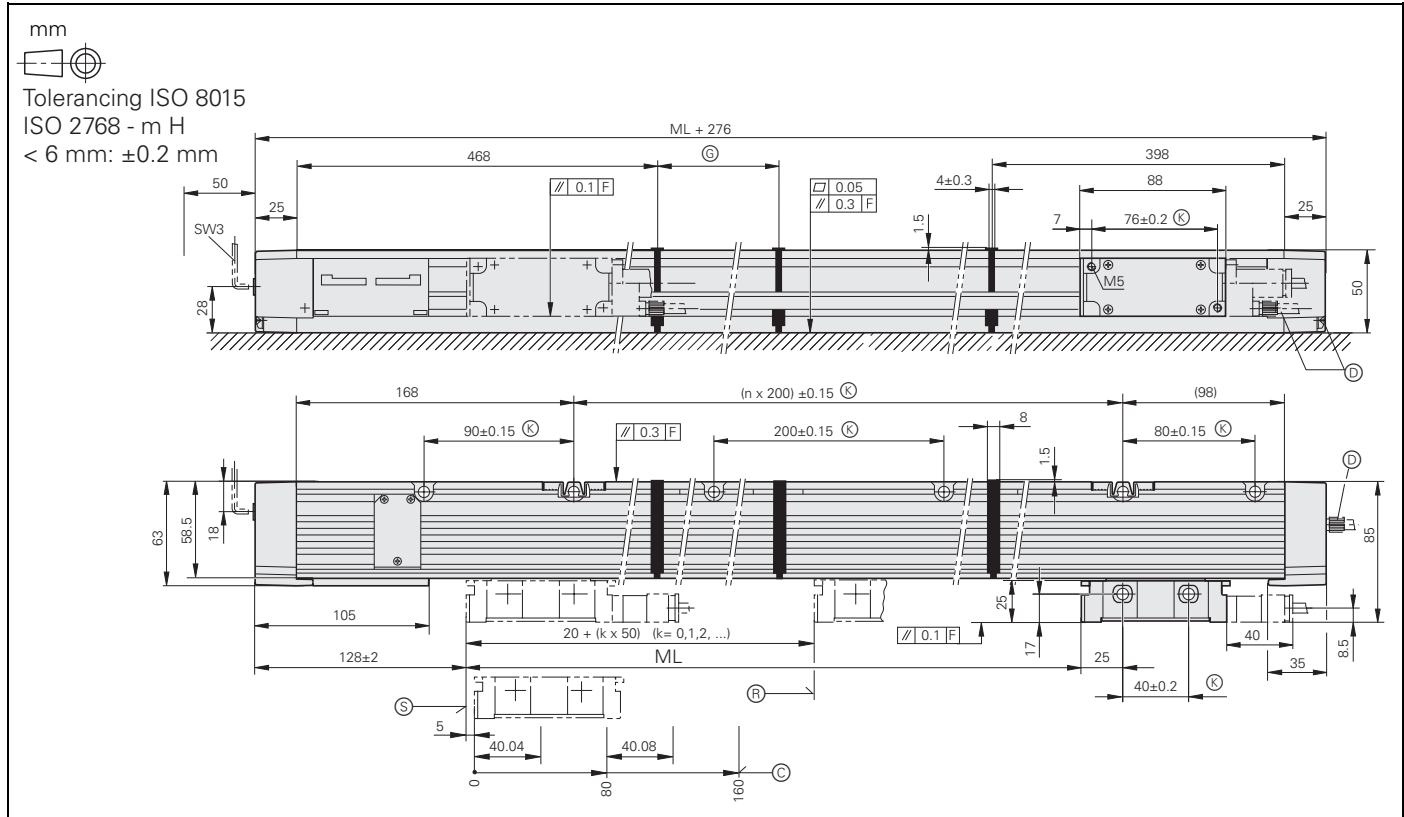 mm
Tolerancing ISO 8015
ISO 2768 - m H
< 6 mm: ±0.2 mm
ML + 276
468
G
398
50
25
// 0.1 F
⏥ 0.05
// 0.3 F
4±0.3
88
25
1.5
7
76±0.2 K
SW3
M5
28
50
D
168
(n x 200) ±0.15 K
(98)
90±0.15 K
// 0.3 F
200±0.15 K
8
80±0.15 K
1.5
D
63
58.5
18
85
105
25
20 + (k x 50) (k= 0,1,2, ...)
// 0.1 F
17
40
8.5
128±2
ML
25
35
40±0.2 K
S
R
5
40.04
40.08
C
0
80
160